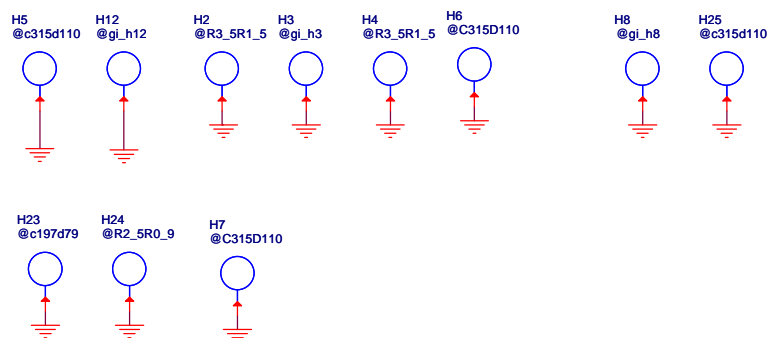 H5
@c315d110
H12
@gi_h12
H2
@R3_5R1_5
H3
@gi_h3
H4
@R3_5R1_5
H6
@C315D110
H8
@gi_h8
H25
@c315d110
H23
@c197d79
H24
@R2_5R0_9
H7
@C315D110